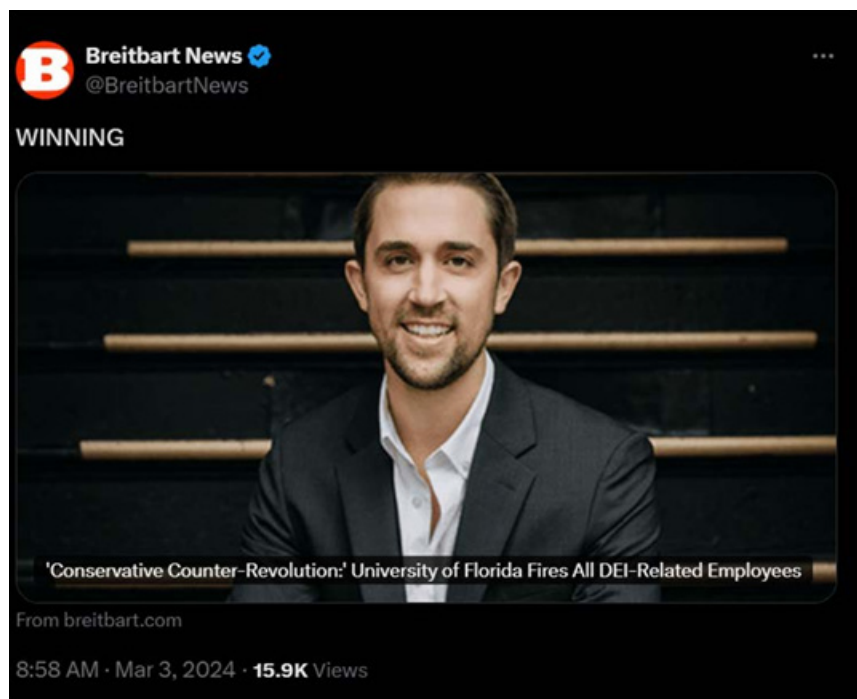 B
Breitbart News
@BreitbartNews
WINNING
'Conservative Counter-Revolution:' University of Florida Fires All DEI-Related Employees
From breitbart.com
8:58 AM · Mar 3, 2024 · 15.9K Views